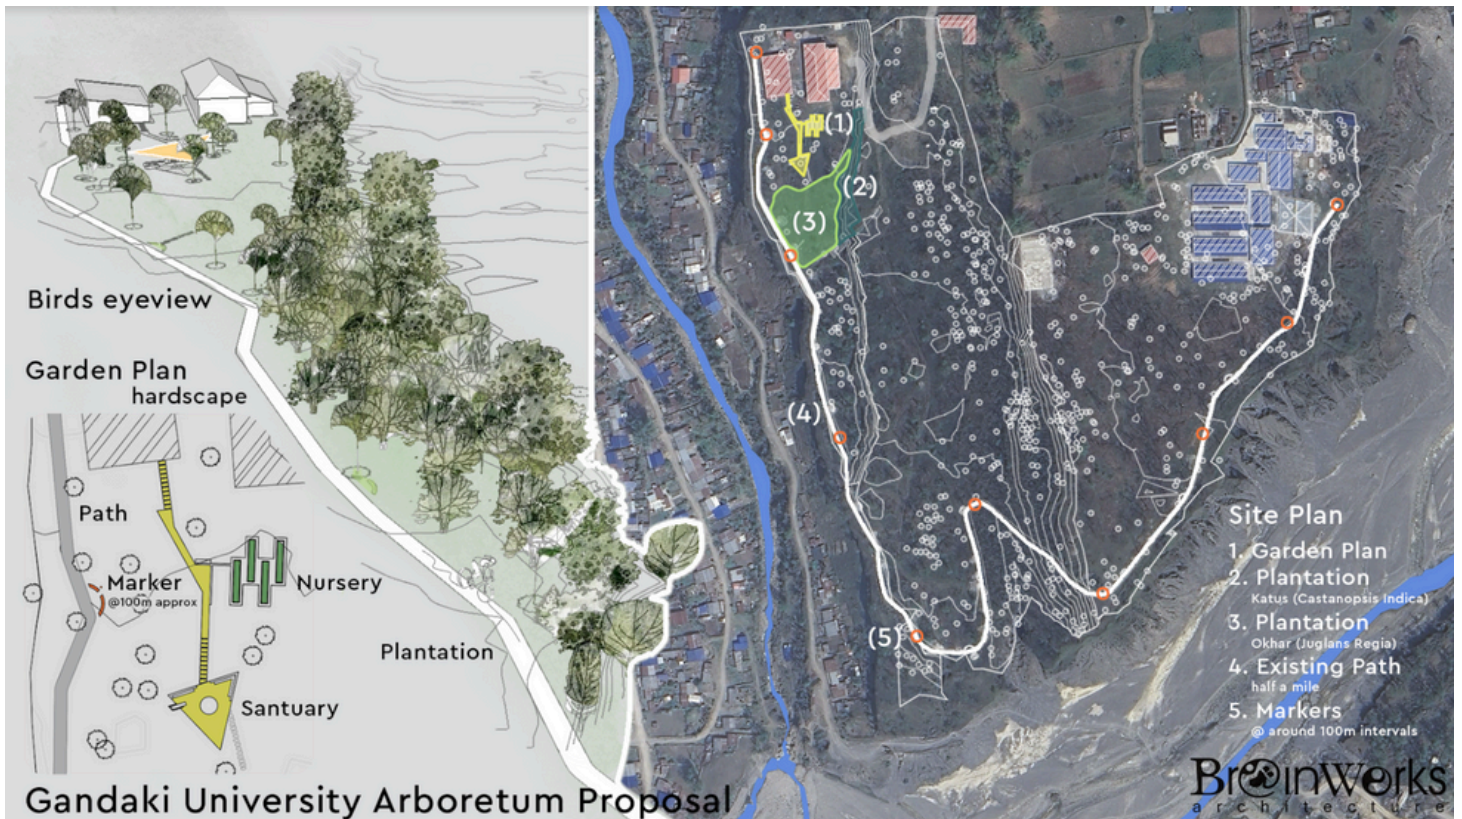 Birds eyeview
Garden Plan
hardscape
Path
Marker
@100m approx
Nursery
Santuary
Plantation
Gandaki University Arboretum Proposal
(1)
(2)
(3)
(4)
(5)
Site Plan
1. Garden Plan
2. Plantation
Katus (Castanopsis Indica)
3. Plantation
Okhar (Juglans Regia)
4. Existing Path
half a mile
5. Markers
@ around 100m intervals
Br@inWorks
architecture